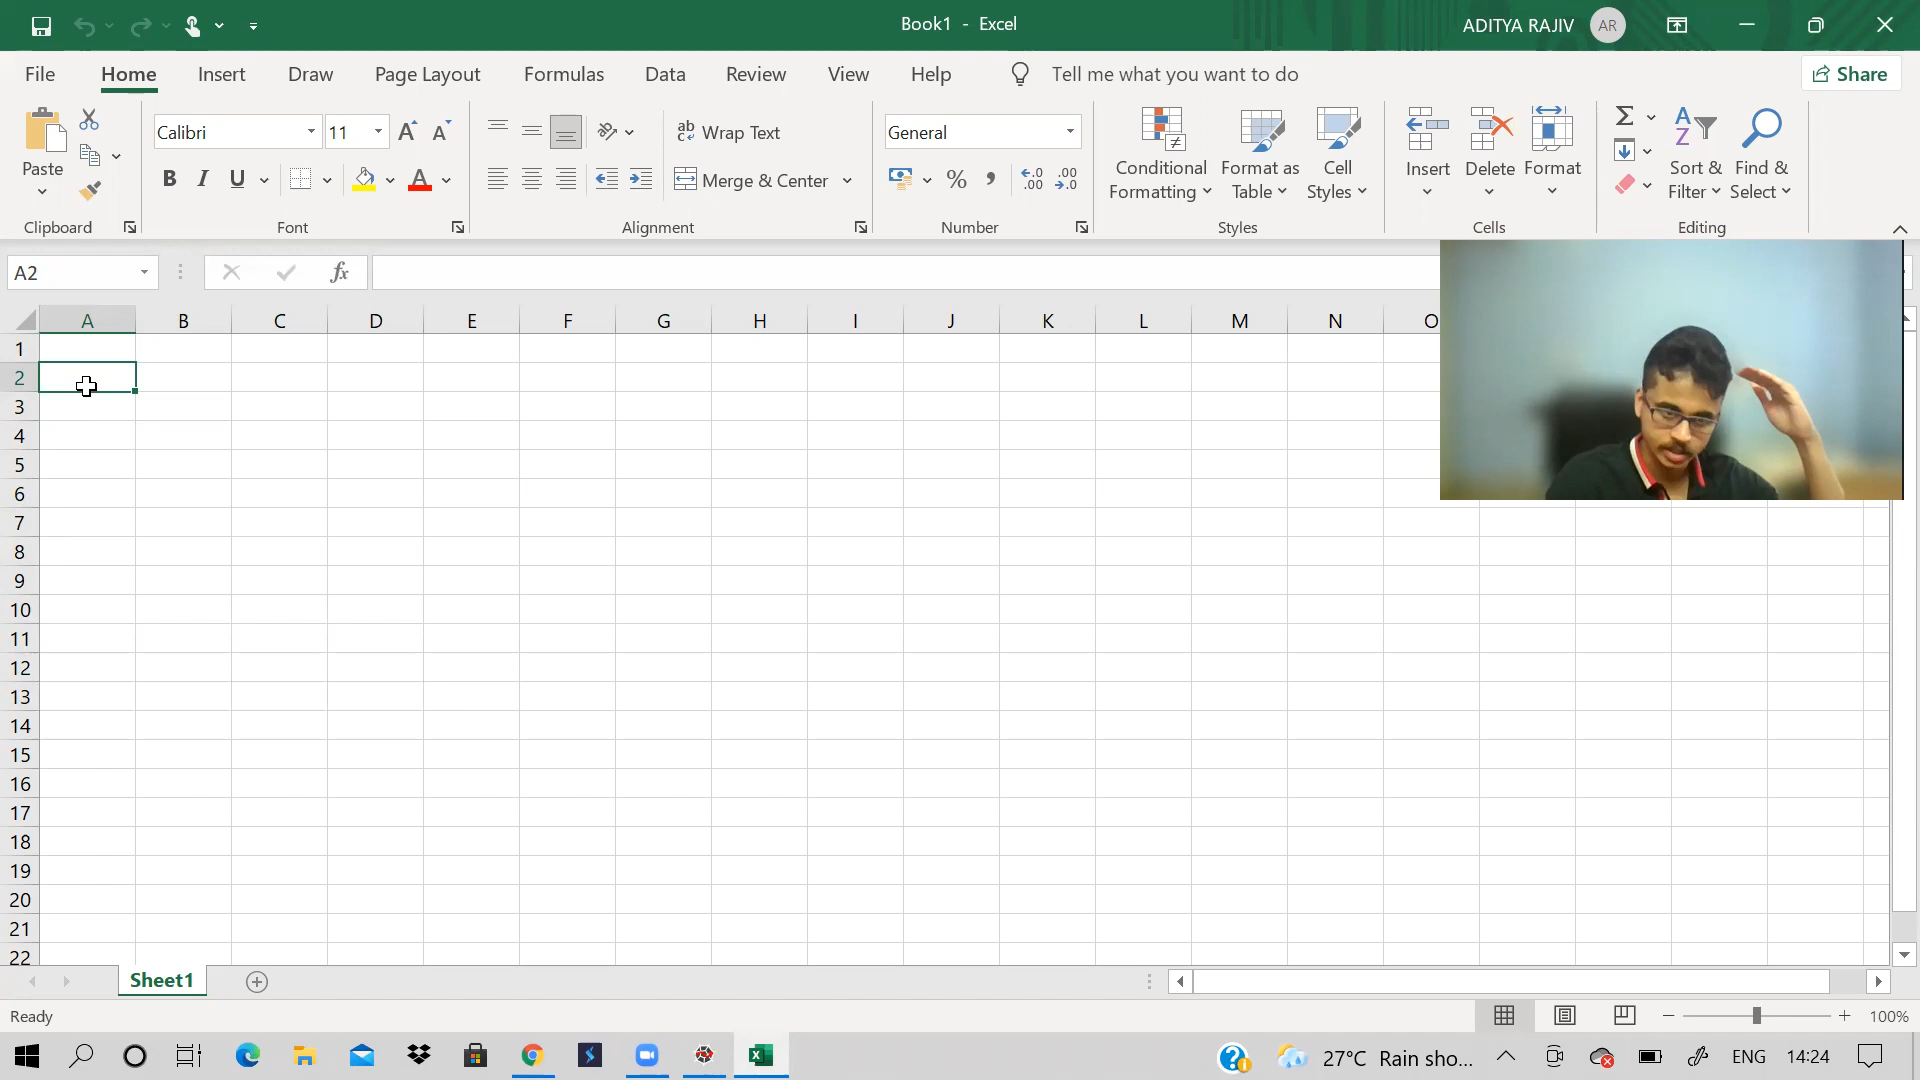 Book1 - Excel
ADITYA RAJIV
AR
File Home Insert Draw Page Layout Formulas Data Review View Help Tell me what you want to do Share
Paste
Clipboard
Calibri 11
B I U A
Font
ab Wrap Text
Merge & Center
Alignment
General
% , .00 .00
Number
Conditional Formatting
Format as Table
Cell Styles
Styles
Insert
Delete
Format
Cells
Sort & Filter
Find & Select
Editing
A2
fx
A B C D E F G H I J K L M N O
1
2
3
4
5
6
7
8
9
10
11
12
13
14
15
16
17
18
19
20
21
22
Sheet1
Ready
100%
27°C Rain sho...
ENG
14:24